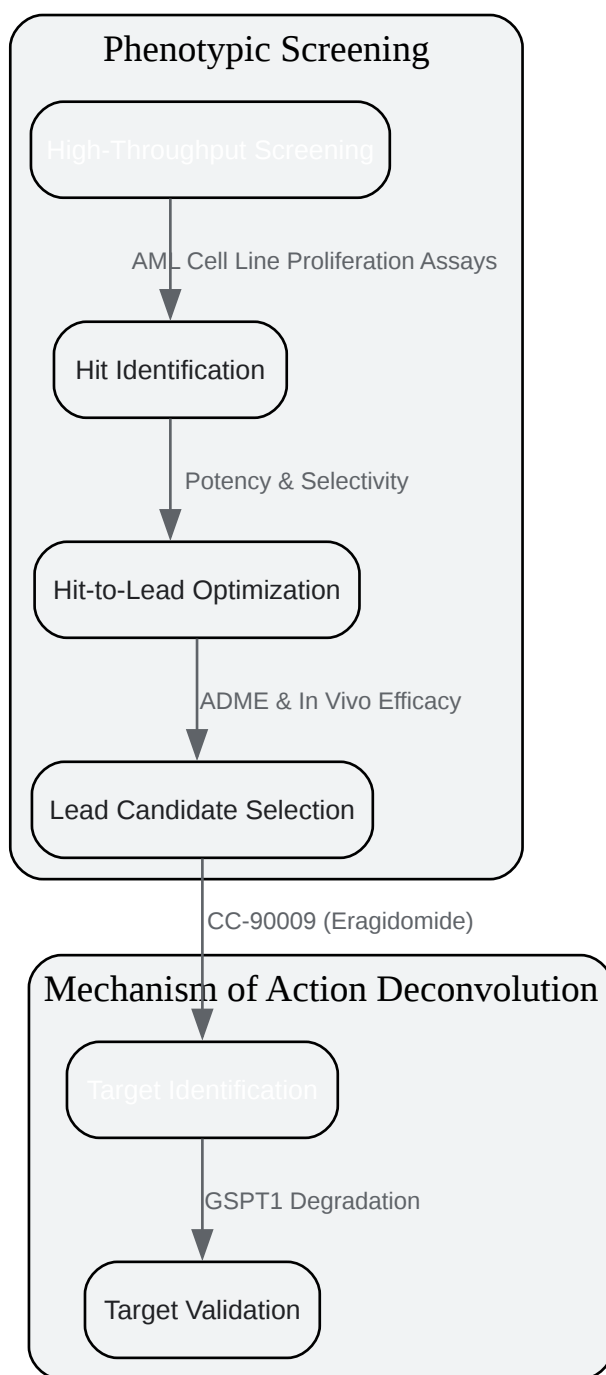 Phenotypic Screening
High-Throughput Screening
AML Cell Line Proliferation Assays
Hit Identification
Potency & Selectivity
Hit-to-Lead Optimization
ADME & In Vivo Efficacy
Lead Candidate Selection
CC-90009 (Eragidomide)
Mechanism of Action Deconvolution
Target Identification
GSPT1 Degradation
Target Validation